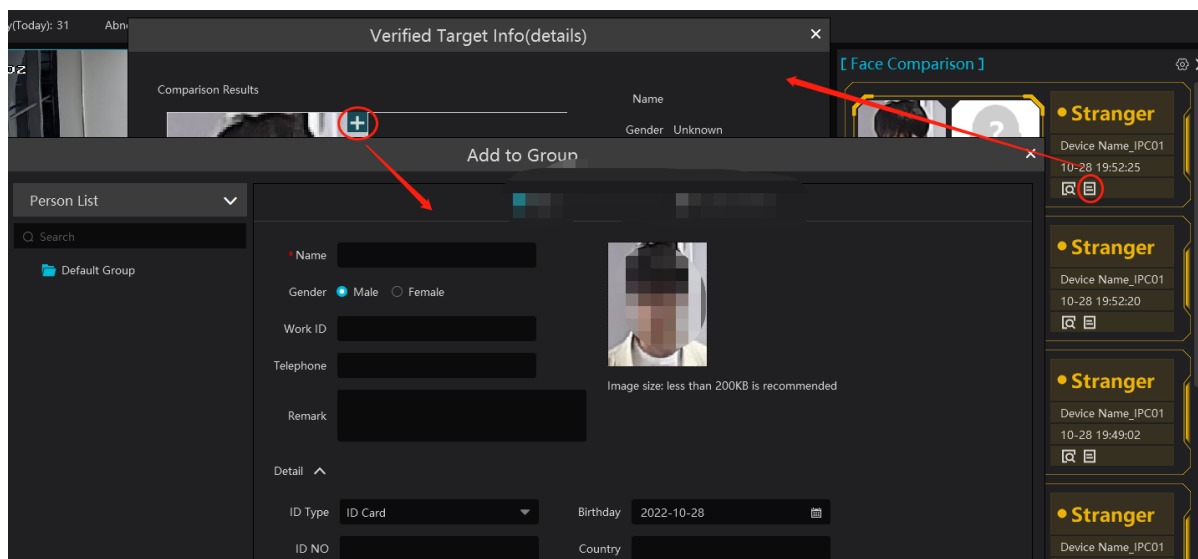 y(Today): 31
Abn
Verified Target Info(details)
Comparison Results
Name
Gender Unknown
[ Face Comparison ]
Stranger
Device Name_IPC01
10-28 19:52:25
Add to Group
Person List
Search
Default Group
*Name
Gender Male Female
Work ID
Telephone
Image size: less than 200KB is recommended
Remark
Detail
ID Type ID Card
Birthday 2022-10-28
ID NO
Country
Stranger
Device Name_IPC01
10-28 19:52:20
Stranger
Device Name_IPC01
10-28 19:49:02
Stranger
Device Name_IPC01